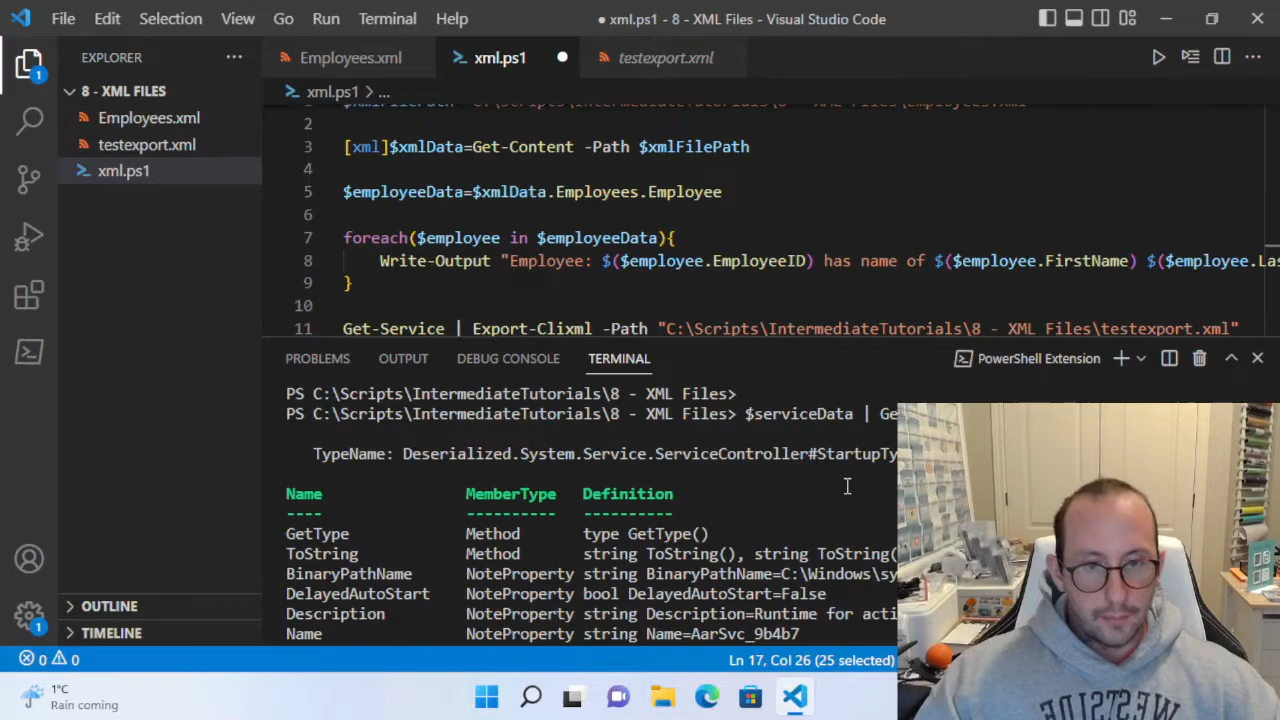 File Edit Selection View Go Run Terminal Help
● xml.ps1 - 8 - XML Files - Visual Studio Code
EXPLORER
Employees.xml
xml.ps1
testexport.xml
1
8 - XML FILES
Employees.xml
testexport.xml
xml.ps1
xml.ps1 > ...
2
3 [xml]$xmlData=Get-Content -Path $xmlFilePath
4
5 $employeeData=$xmlData.Employees.Employee
6
7 foreach($employee in $employeeData){
8 Write-Output "Employee: $($employee.EmployeeID) has name of $($employee.FirstName) $($employee.Las
9 }
10
11 Get-Service | Export-Clixml -Path "C:\Scripts\IntermediateTutorials\8 - XML Files\testexport.xml"
PROBLEMS OUTPUT DEBUG CONSOLE TERMINAL
PowerShell Extension
PS C:\Scripts\IntermediateTutorials\8 - XML Files>
PS C:\Scripts\IntermediateTutorials\8 - XML Files> $serviceData | Ge
TypeName: Deserialized.System.Service.ServiceController#StartupTy
Name MemberType Definition
---- ---------- ----------
GetType Method type GetType()
ToString Method string ToString(), string ToString(
BinaryPathName NoteProperty string BinaryPathName=C:\Windows\sy
DelayedAutoStart NoteProperty bool DelayedAutoStart=False
Description NoteProperty string Description=Runtime for acti
Name NoteProperty string Name=AarSvc_9b4b7
OUTLINE
TIMELINE
1
0 0
Ln 17, Col 26 (25 selected)
1°C
Rain coming
WESTSIDE